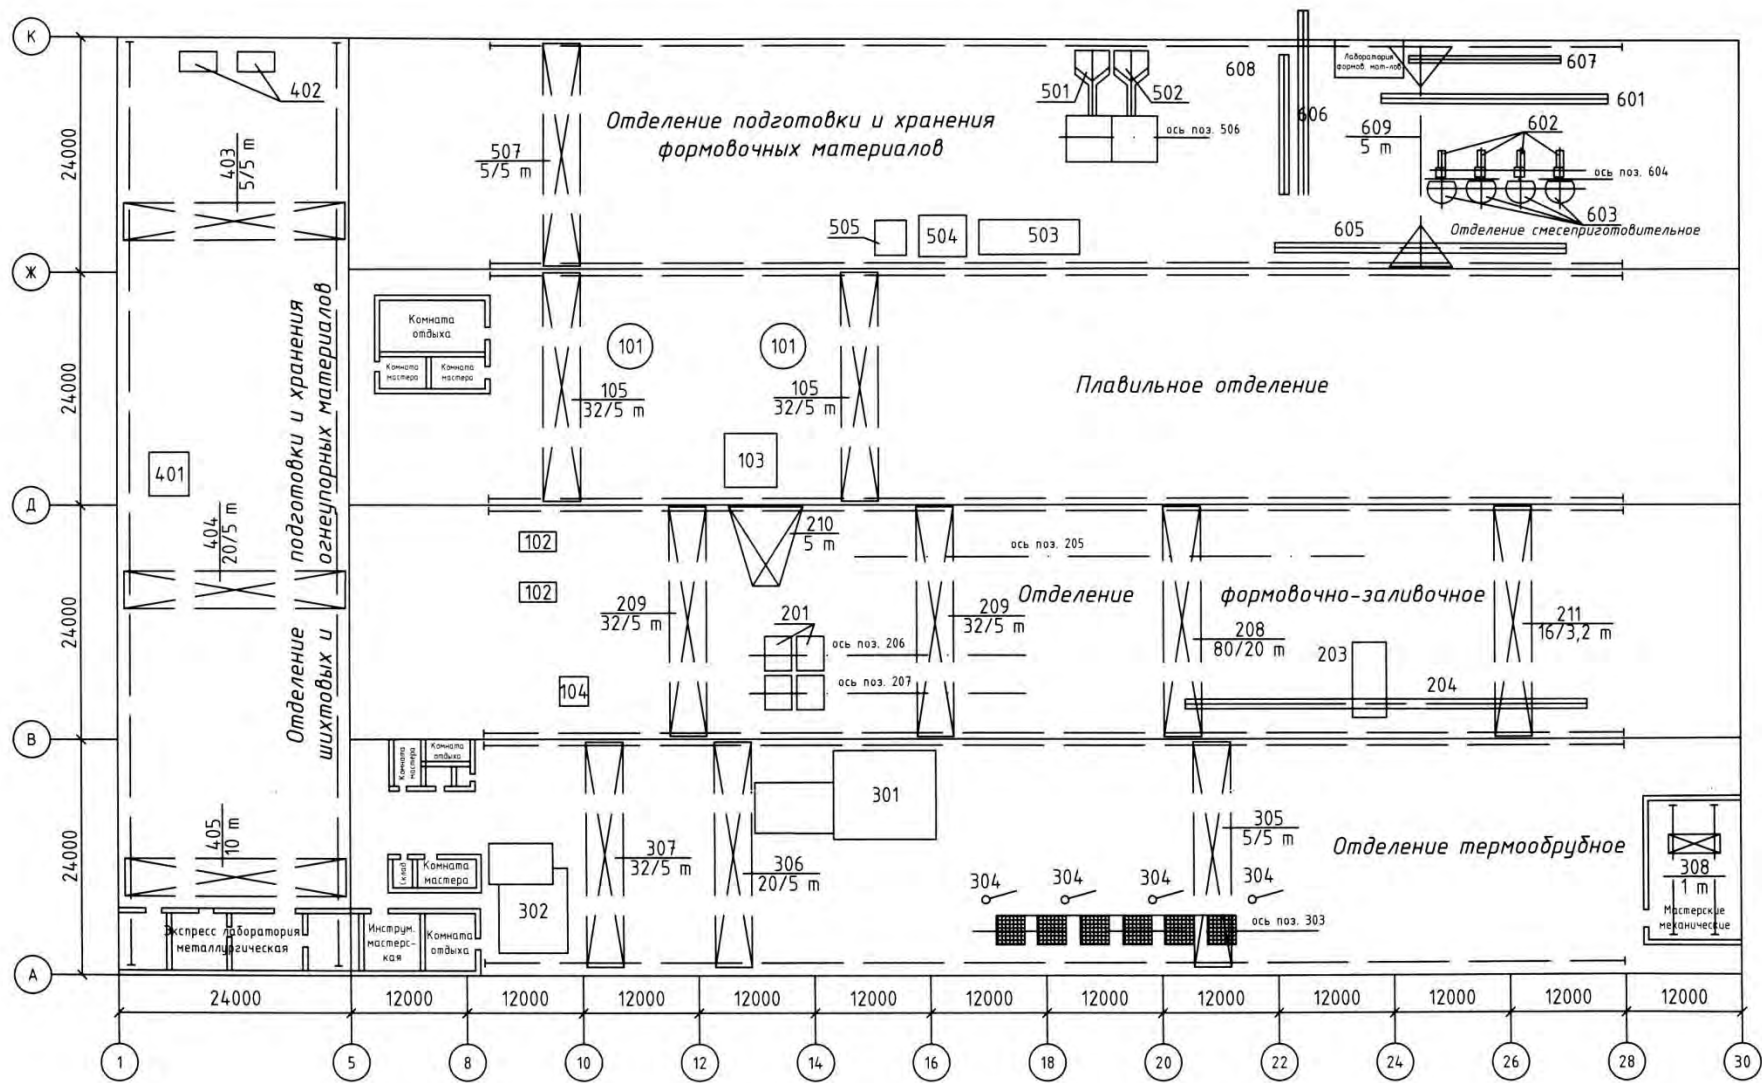 К
Ж
Д
В
А
24000
24000
24000
24000
402
403
5/5 т
401
404
20/5 т
405
10 т
Отделение подготовки и хранения
шихтовых и огнеупорных материалов
Экспресс лаборатория
металлургическая
Инструм.
мастерс-
кая
Комната
отдыха
507
5/5 т
Отделение подготовки и хранения
формовочных материалов
501
502
ось поз. 506
505
504
503
608
606
Лаборатория
формов. мат-лов
607
601
609
5 т
602
ось поз. 604
603
605
Отделение смесеприготовительное
Комната
отдыха
Комната
мастера
Комната
мастера
101
101
105
32/5 т
105
32/5 т
103
Плавильное отделение
102
102
104
210
5 т
ось поз. 205
209
32/5 т
201
ось поз. 206
ось поз. 207
209
32/5 т
Отделение формовочно-заливочное
208
80/20 т
203
204
211
16/3,2 т
Комната
мастера
Комната
отдыха
301
307
32/5 т
306
20/5 т
305
5/5 т
Отделение термообрубное
склад
Комната
мастера
302
304
304
304
304
ось поз. 303
308
1 т
Мастерские
механические
24000
12000
12000
12000
12000
12000
12000
12000
12000
12000
12000
12000
12000
1
5
8
10
12
14
16
18
20
22
24
26
28
30